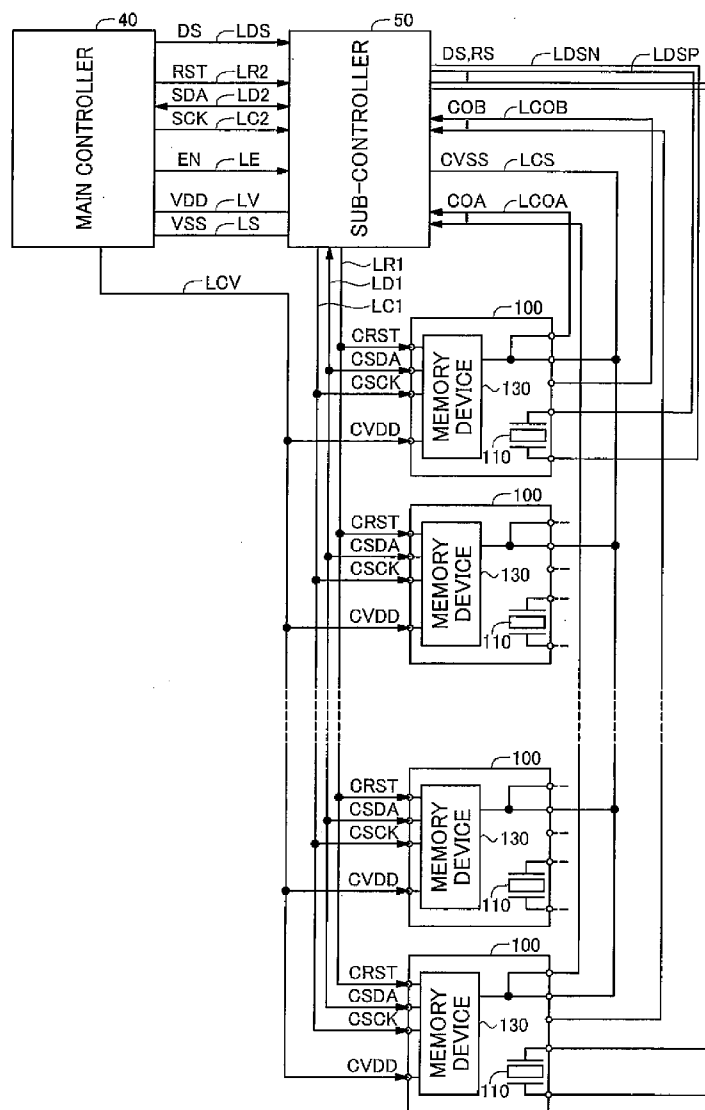 40
50
MAIN CONTROLLER
SUB-CONTROLLER
DS LDS
RST LR2
SDA LD2
SCK LC2
EN LE
VDD LV
VSS LS
LCV
DS,RS LDSN LDSP
COB LCOB
CVSS LCS
COA LCOA
LR1
LD1
LC1
100
CRST
CSDA
CSCK
CVDD
MEMORY DEVICE
130
110
100
CRST
CSDA
CSCK
CVDD
MEMORY DEVICE
130
110
100
CRST
CSDA
CSCK
CVDD
MEMORY DEVICE
130
110
100
CRST
CSDA
CSCK
CVDD
MEMORY DEVICE
130
110